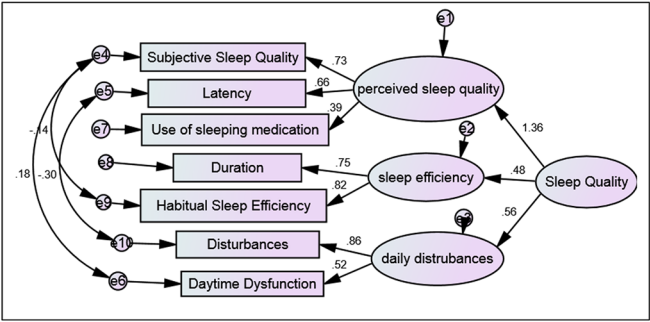 e1
e4
Subjective Sleep Quality
.73
e5
Latency
.66
perceived sleep quality
.39
e7
Use of sleeping medication
-.14
e2
1.36
e8
Duration
.75
.18
-.30
sleep efficiency
.48
Sleep Quality
.82
e9
Habitual Sleep Efficiency
.56
e3
e10
Disturbances
.86
daily distrubances
.52
e6
Daytime Dysfunction